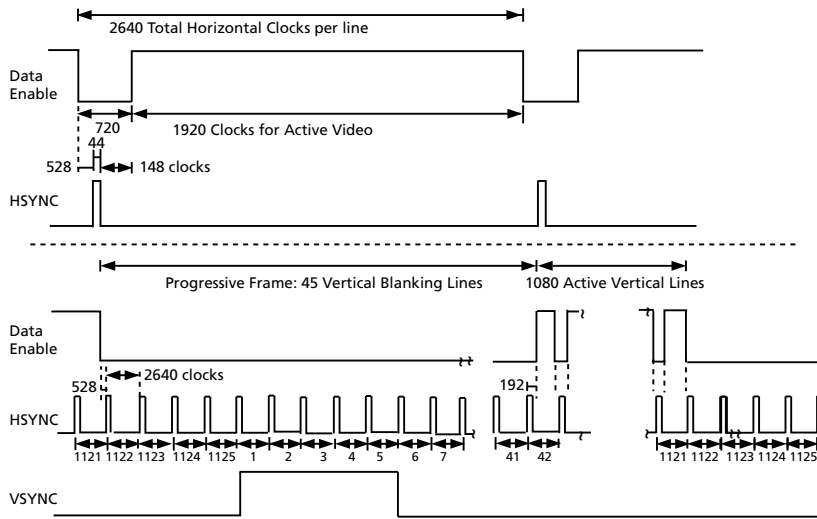 2640 Total Horizontal Clocks per line
Data
Enable
720
1920 Clocks for Active Video
44
528
148 clocks
HSYNC
Progressive Frame: 45 Vertical Blanking Lines
1080 Active Vertical Lines
Data
Enable
528
2640 clocks
192
HSYNC
1121 1122 1123 1124 1125 1 2 3 4 5 6 7 41 42 1121 1122 1123 1124 1125
VSYNC